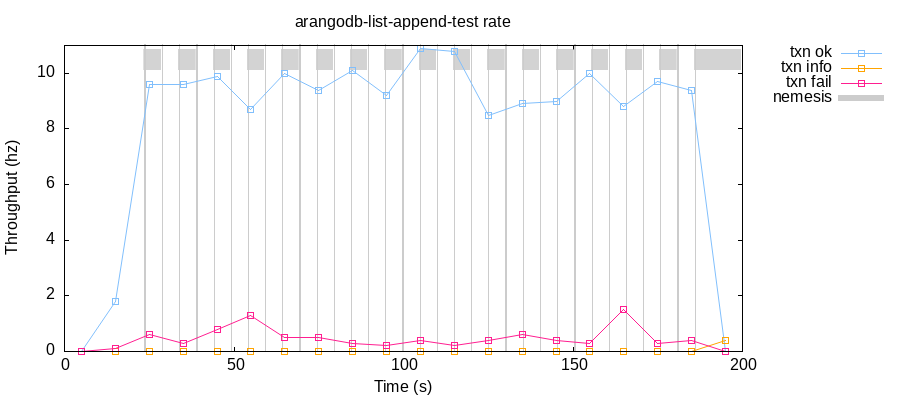 arangodb-list-append-test rate
txn ok
txn info
txn fail
nemesis
Throughput (hz)
10
8
6
4
2
0
0 50 100 150 200
Time (s)